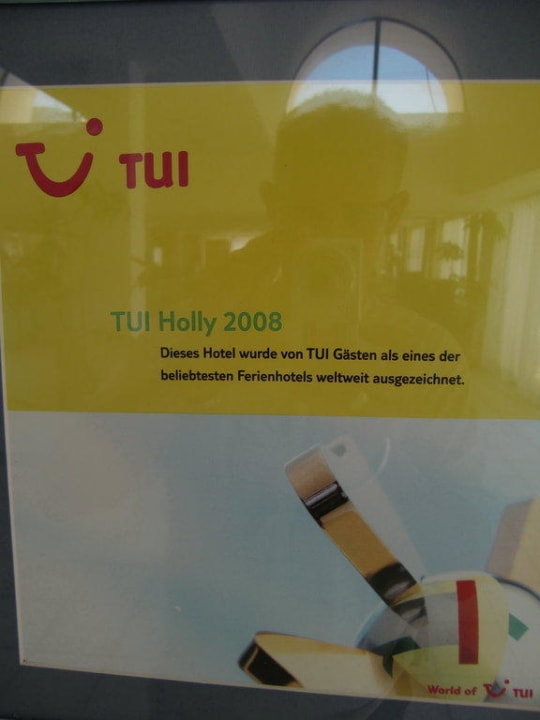 TUI
TUI Holly 2008
Dieses Hotel wurde von TUI Gästen als eines der
beliebtesten Ferienhotels weltweit ausgezeichnet.
World of TUI